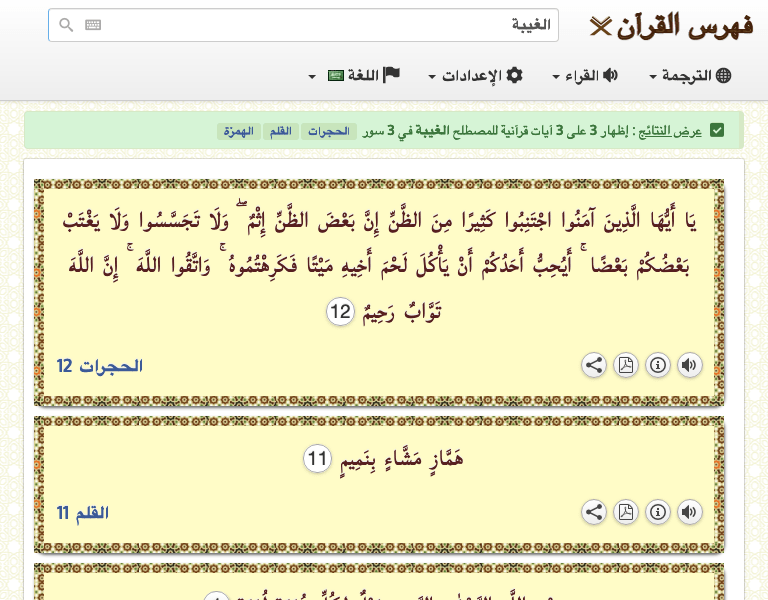 فهرس القرآن
الغيبة
الترجمة القراء الإعدادات اللغة
عرض النتائج : إظهار 3 على 3 آيات قرآنية للمصطلح الغيبة في 3 سور الحجرات القلم الهمزة
يَا أَيُّهَا الَّذِينَ آمَنُوا اجْتَنِبُوا كَثِيرًا مِنَ الظَّنِّ إِنَّ بَعْضَ الظَّنِّ إِثْمٌ ۖ وَلَا تَجَسَّسُوا وَلَا يَغْتَبْ
بَعْضُكُمْ بَعْضًا ۚ أَيُحِبُّ أَحَدُكُمْ أَنْ يَأْكُلَ لَحْمَ أَخِيهِ مَيْتًا فَكَرِهْتُمُوهُ ۚ وَاتَّقُوا اللَّهَ ۚ إِنَّ اللَّهَ
تَوَّابٌ رَحِيمٌ 12
الحجرات 12
هَمَّازٍ مَشَّاءٍ بِنَمِيمٍ 11
القلم 11